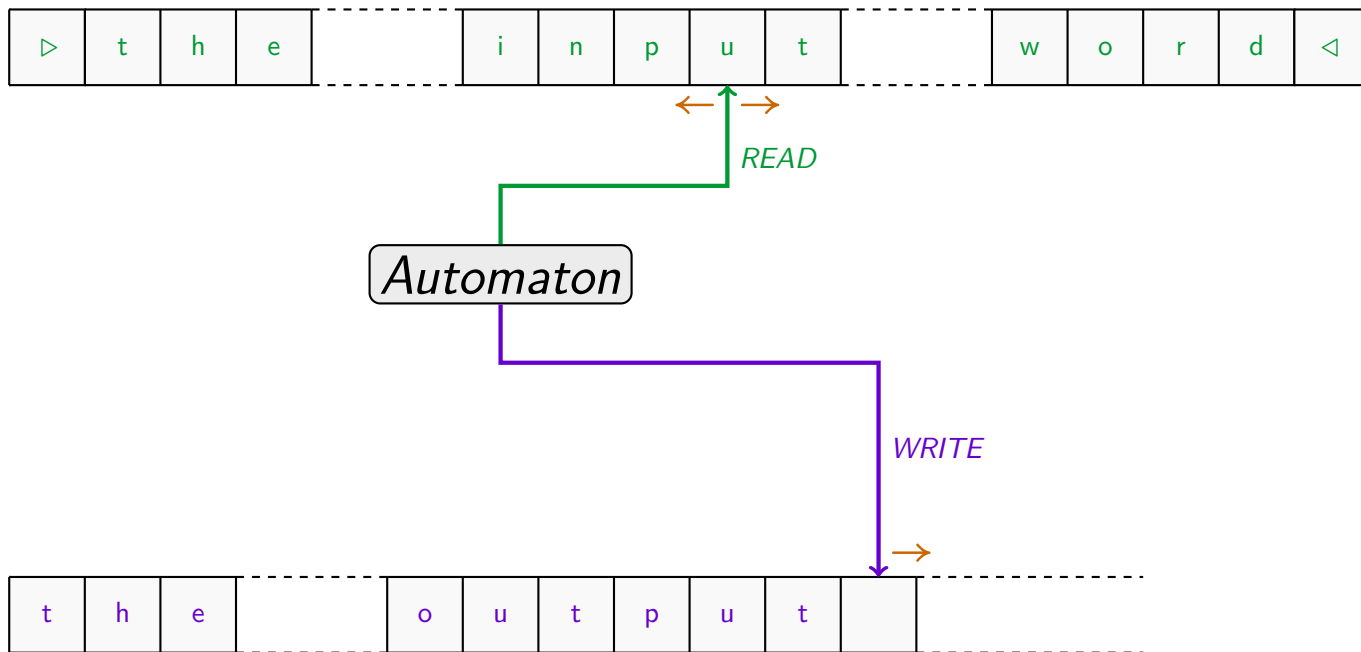 ▷ t h e i n p u t w o r d ◁
READ
Automaton
WRITE
t h e o u t p u t